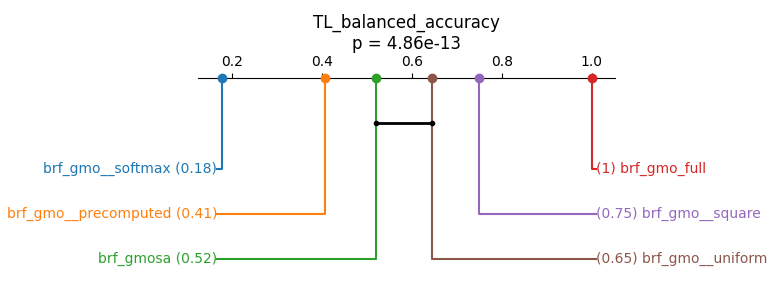 TL_balanced_accuracy
p = 4.86e-13
0.2 0.4 0.6 0.8 1.0
brf_gmo__softmax (0.18) (1) brf_gmo_full
brf_gmo__precomputed (0.41) (0.75) brf_gmo__square
brf_gmosa (0.52) (0.65) brf_gmo__uniform